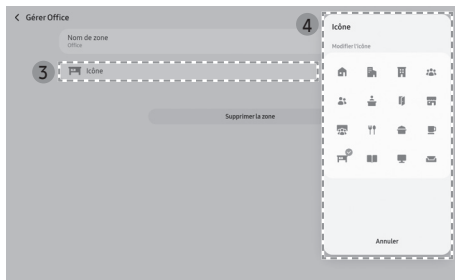 < Gérer Office
4
Icône
Nom de zone
Office
Modifier l'icône
3
Icône
Supprimer la zone
Annuler